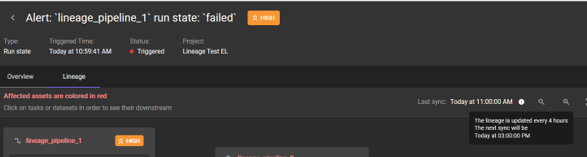 Alert: `lineage_pipeline_1` run state: `failed` HIGH
Type: Triggered Time: Status: Project:
Run state Today at 10:59:41 AM Triggered Lineage Test EL
Overview Lineage
Affected assets are colored in red
Click on tasks or datasets in order to see their downstream
Last sync: Today at 11:00:00 AM
The lineage is updated every 4 hours
The next sync will be
Today at 03:00:00 PM
lineage_pipeline_1 HIGH